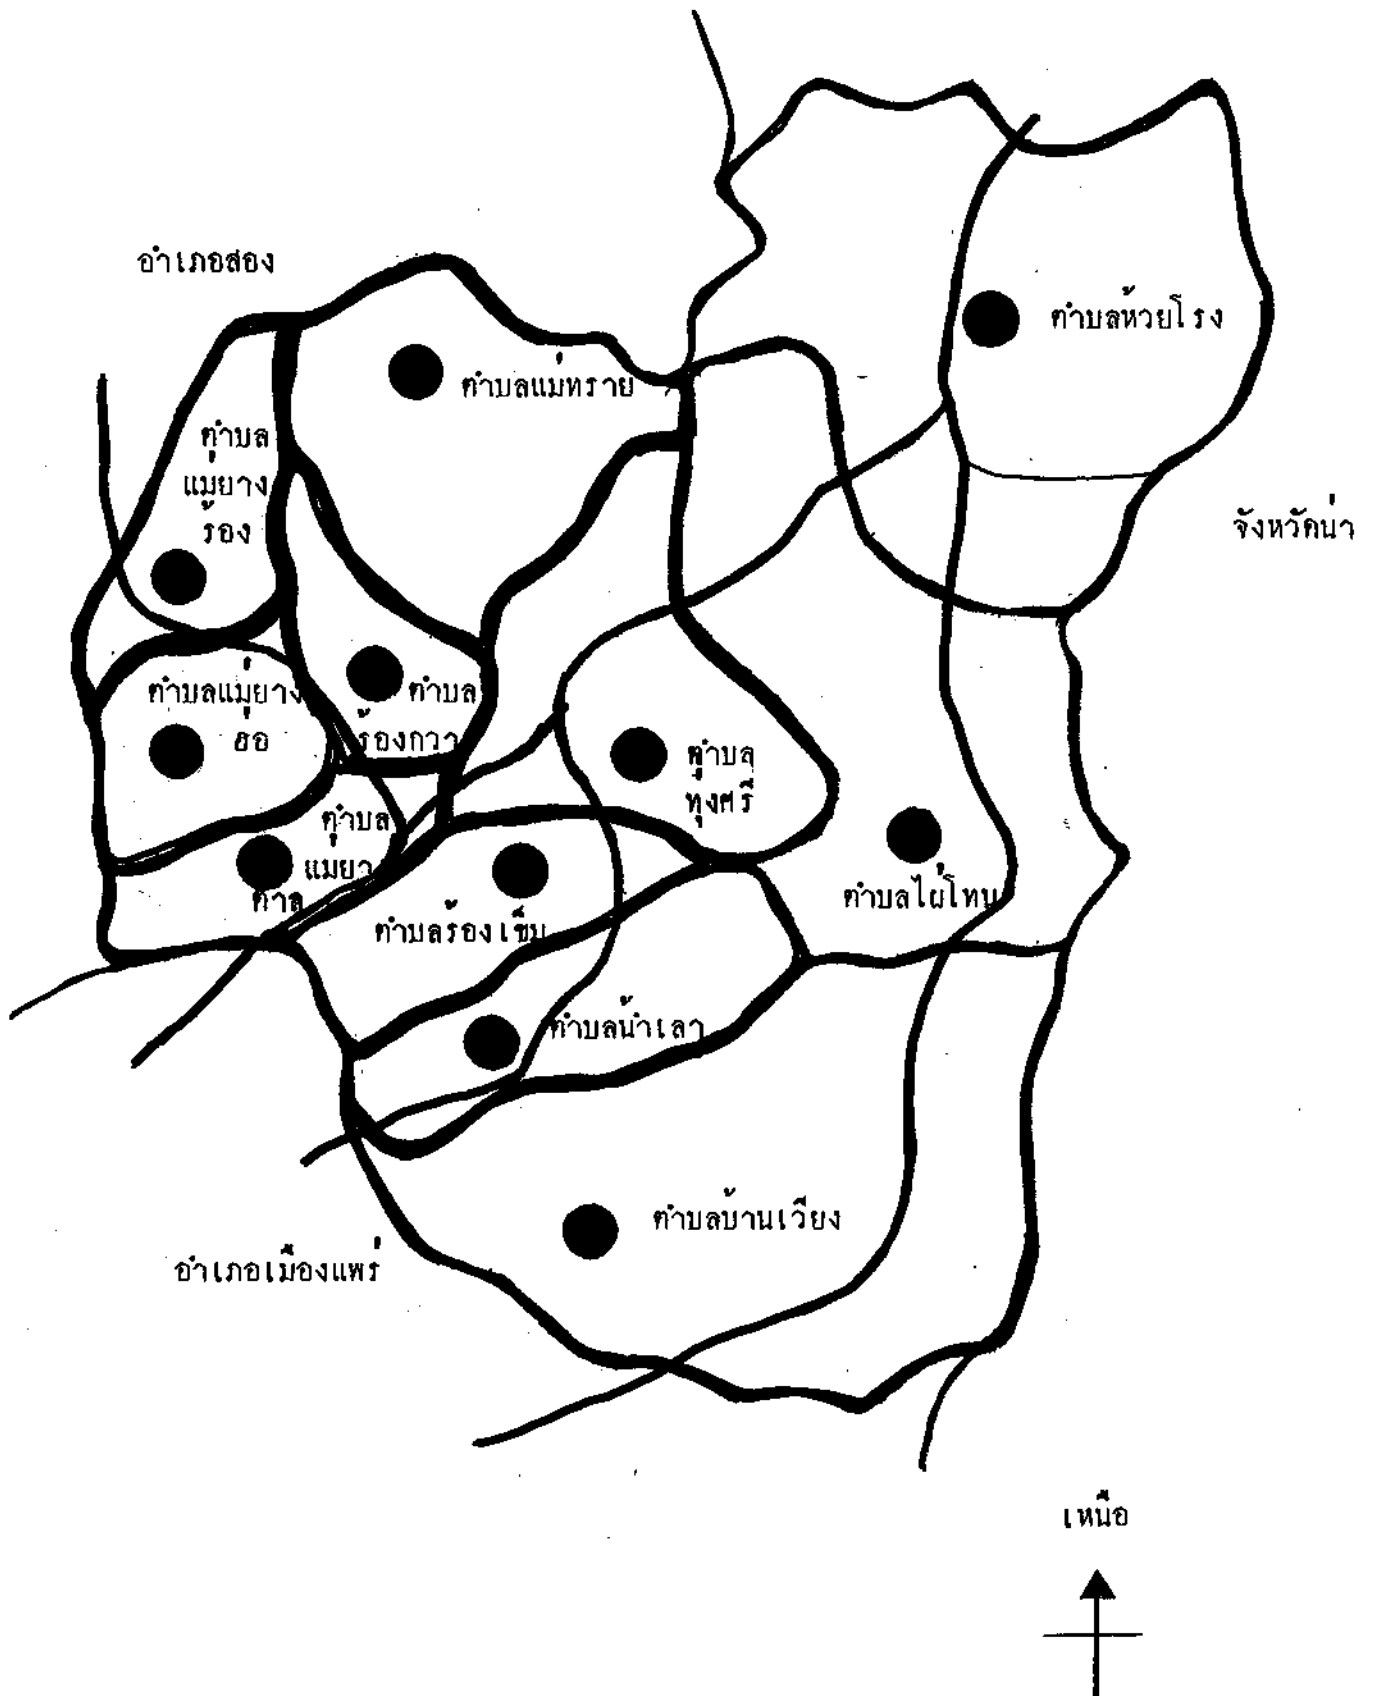 อำเภอสอง
ตำบลห้วยโรง
ตำบลแม่ทราย
ตำบล
แม่ยาง
ร้อง
จังหวัดน่า
ตำบลแม่ยาง
ฮ่อ
ตำบล
ร้องกวา
ตำบล
ทุ่งศรี
ตำบล
แม่ยา
ตาล
ตำบลไผ่โทน
ตำบลร้องเข็ม
ตำบลน้ำเลา
ตำบลบ้านเวียง
อำเภอเมืองแพร่
เหนือ